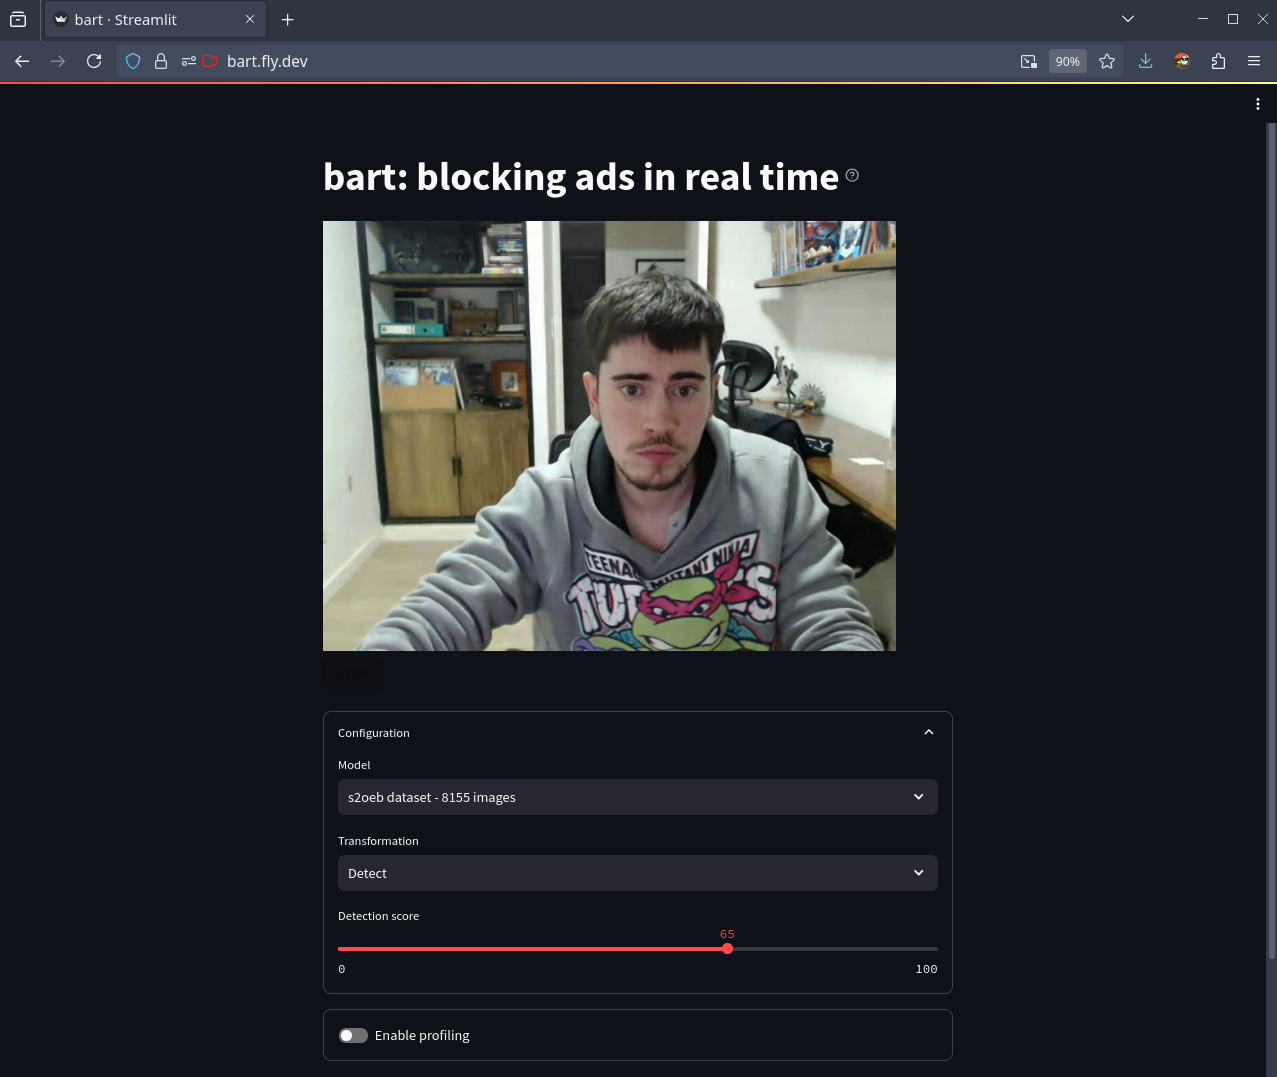 bart · Streamlit
bart.fly.dev
90%
bart: blocking ads in real time
TEENAGE MUTANT NINJA
TURTLES
Configuration
Model
s2oeb dataset - 8155 images
Transformation
Detect
Detection score
65
0
100
Enable profiling